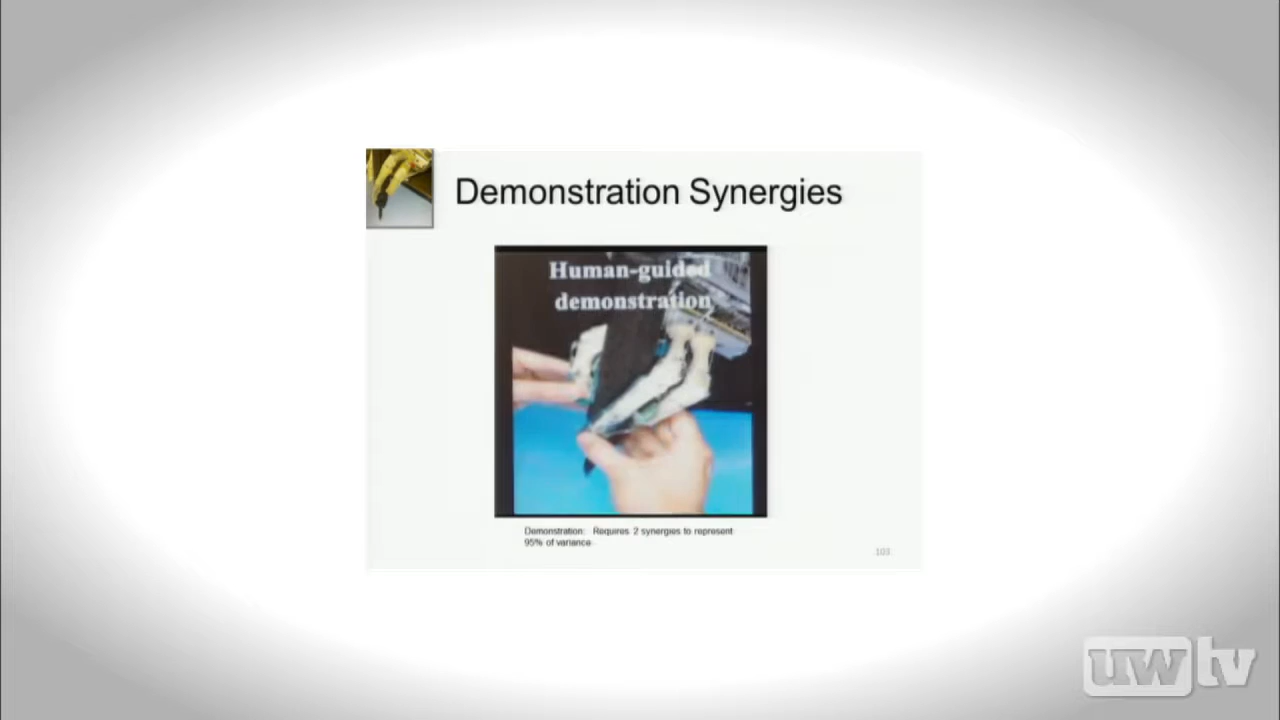 Demonstration Synergies
Human-guided
demonstration
Demonstration: Requires 2 synergies to represent
95% of variance
103
uwtv